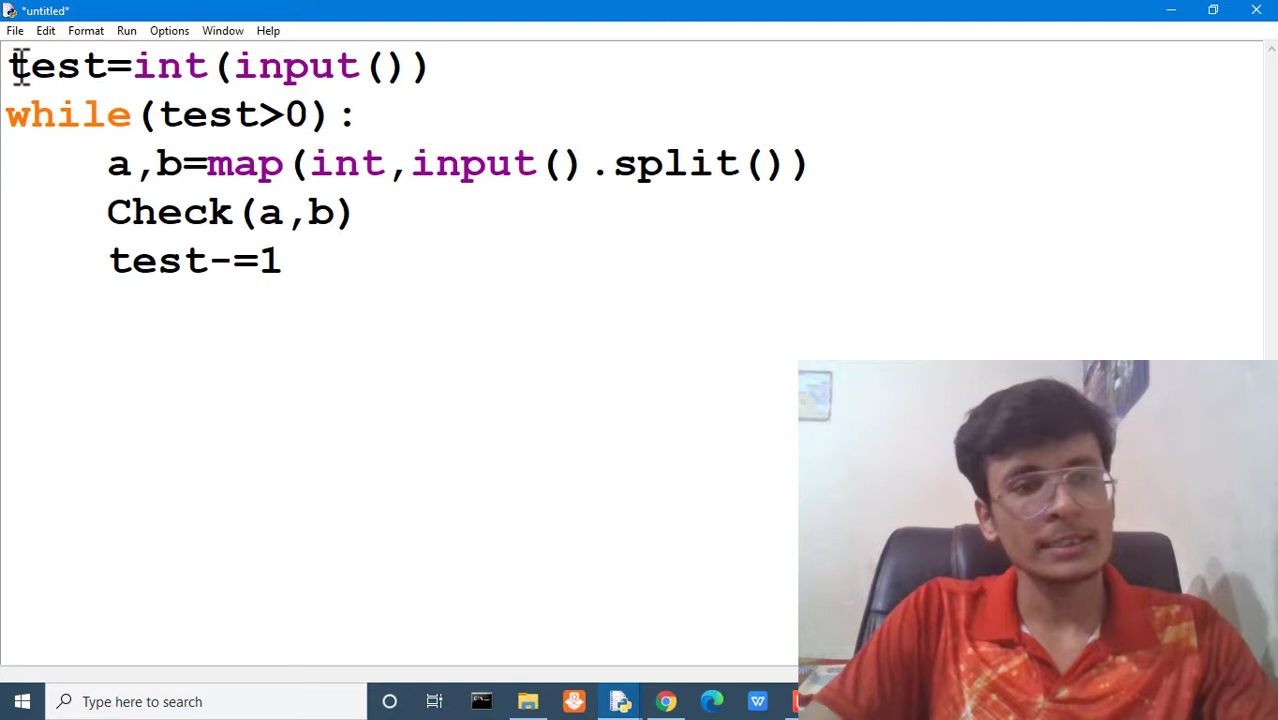 *untitled*
File Edit Format Run Options Window Help
test=int(input())
while(test>0):
a,b=map(int,input().split())
Check(a,b)
test-=1
Type here to search